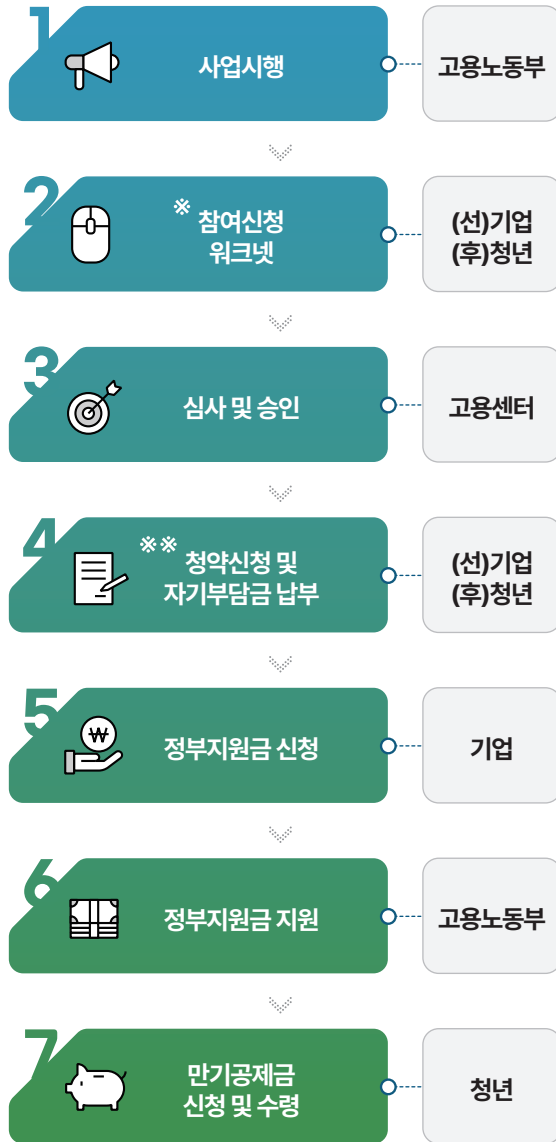 1
사업시행
고용노동부
2
※ 참여신청
워크넷
(선)기업
(후)청년
3
심사 및 승인
고용센터
4
※※ 청약신청 및
자기부담금 납부
(선)기업
(후)청년
5
₩
정부지원금 신청
기업
6
정부지원금 지원
고용노동부
7
만기공제금
신청 및 수령
청년